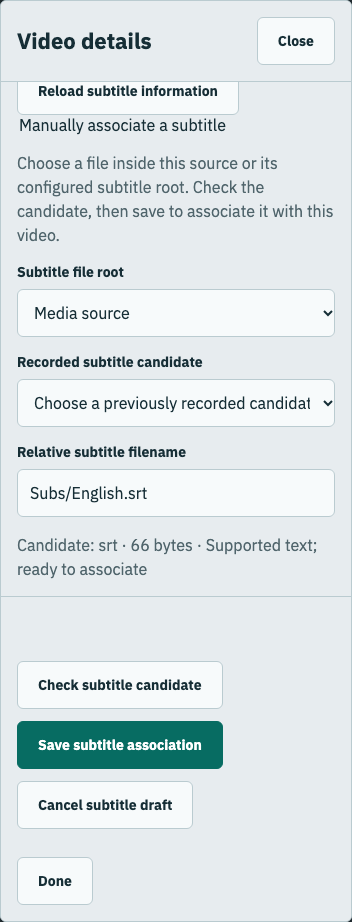 Video details
Close
Reload subtitle information
Manually associate a subtitle
Choose a file inside this source or its
configured subtitle root. Check the
candidate, then save to associate it with this
video.
Subtitle file root
Media source
Recorded subtitle candidate
Choose a previously recorded candidat
Relative subtitle filename
Subs/English.srt
Candidate: srt · 66 bytes · Supported text;
ready to associate
Check subtitle candidate
Save subtitle association
Cancel subtitle draft
Done